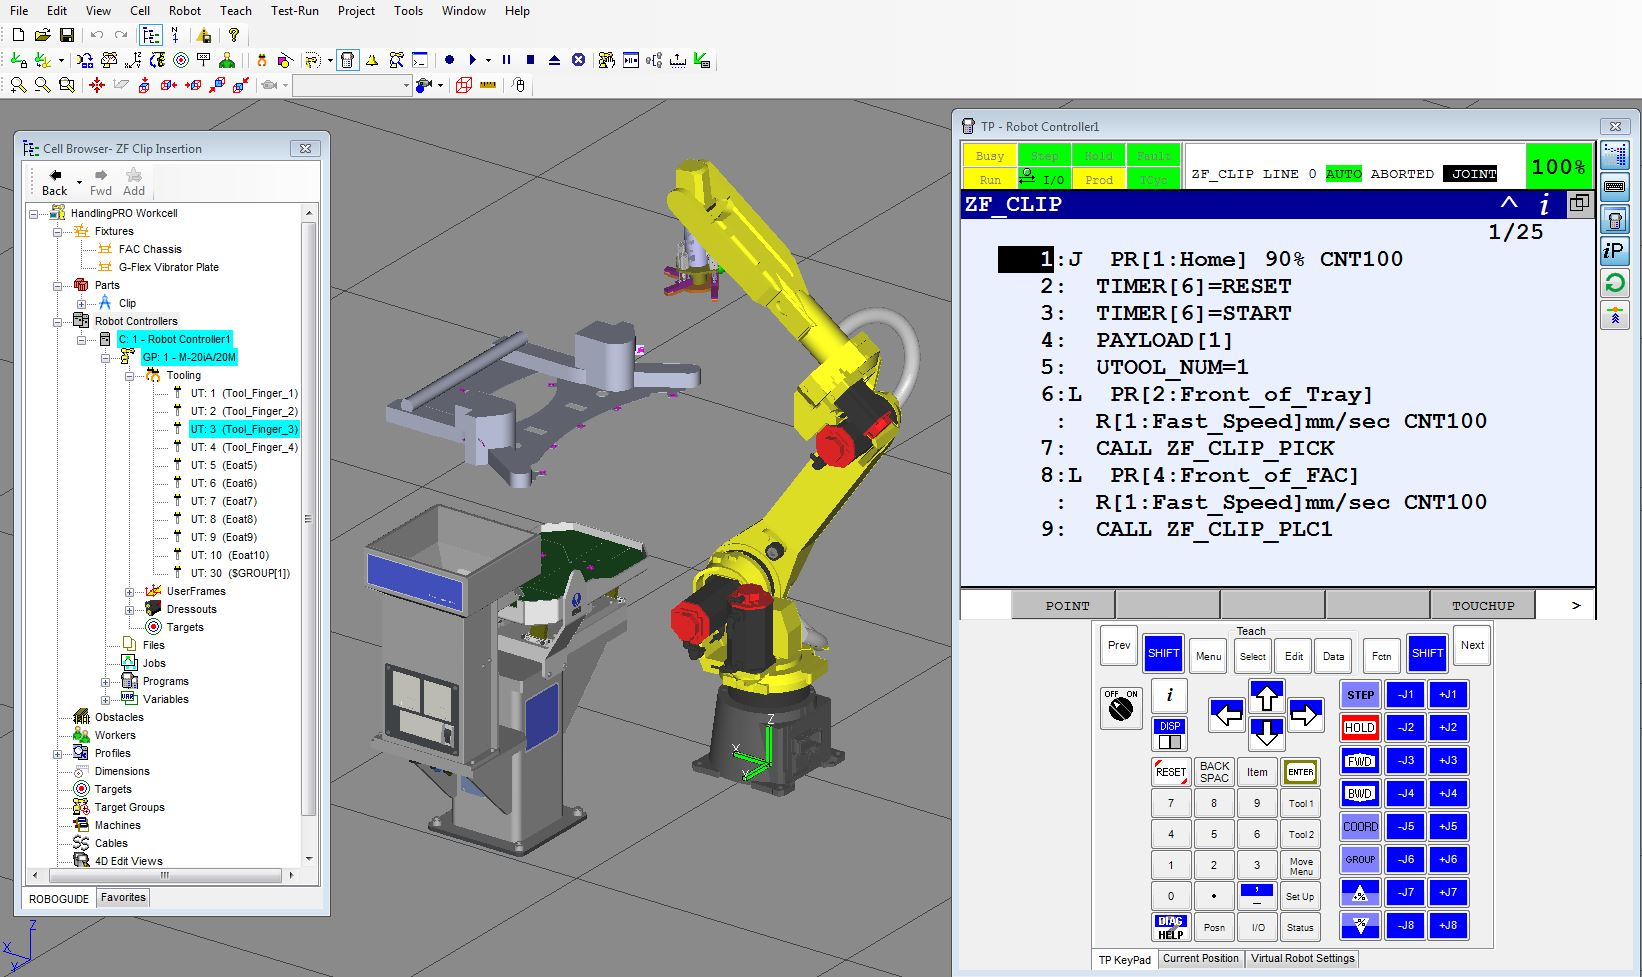 File Edit View Cell Robot Teach Test-Run Project Tools Window Help
Cell Browser- ZF Clip Insertion
Back Fwd Add
HandlingPRO Workcell
Fixtures
FAC Chassis
G-Flex Vibrator Plate
Parts
Clip
Robot Controllers
C: 1 - Robot Controller1
GP: 1 - M-20iA/20M
Tooling
UT: 1 (Tool_Finger_1)
UT: 2 (Tool_Finger_2)
UT: 3 (Tool_Finger_3)
UT: 4 (Tool_Finger_4)
UT: 5 (Eoat5)
UT: 6 (Eoat6)
UT: 7 (Eoat7)
UT: 8 (Eoat8)
UT: 9 (Eoat9)
UT: 10 (Eoat10)
UT: 30 ($GROUP[1])
UserFrames
Dressouts
Targets
Files
Jobs
Programs
Variables
Obstacles
Workers
Profiles
Dimensions
Targets
Target Groups
Machines
Cables
4D Edit Views
ROBOGUIDE Favorites
Z
X
Y
Z
X
Y
TP - Robot Controller1
Busy Step Hold Fault
Run I/O Prod TCyc
ZF_CLIP LINE 0 AUTO ABORTED JOINT
100%
ZF_CLIP
1/25
1:J PR[1:Home] 90% CNT100
2: TIMER[6]=RESET
3: TIMER[6]=START
4: PAYLOAD[1]
5: UTOOL_NUM=1
6:L PR[2:Front_of_Tray]
: R[1:Fast_Speed]mm/sec CNT100
7: CALL ZF_CLIP_PICK
8:L PR[4:Front_of_FAC]
: R[1:Fast_Speed]mm/sec CNT100
9: CALL ZF_CLIP_PLC1
POINT TOUCHUP >
iP
Teach
Prev SHIFT Menu Select Edit Data Fctn SHIFT Next
OFF ON
i
DISP
STEP -J1 +J1
HOLD -J2 +J2
RESET BACK SPAC Item ENTER FWD -J3 +J3
7 8 9 Tool 1 BWD -J4 +J4
4 5 6 Tool 2 COORD -J5 +J5
1 2 3 Move Menu GROUP -J6 +J6
0 . , _ Set Up % -J7 +J7
DIAG HELP Posn I/O Status % -J8 +J8
TP KeyPad Current Position Virtual Robot Settings